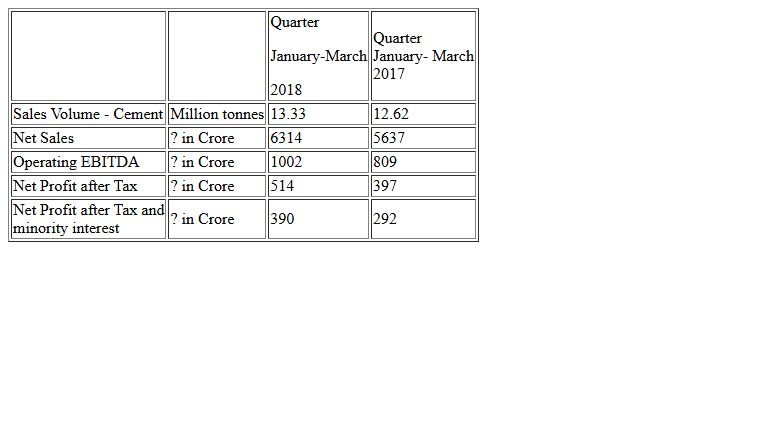 Quarter
January-March
2018
Quarter
January- March
2017
Sales Volume - Cement Million tonnes 13.33 12.62
Net Sales ? in Crore 6314 5637
Operating EBITDA ? in Crore 1002 809
Net Profit after Tax ? in Crore 514 397
Net Profit after Tax and
minority interest ? in Crore 390 292